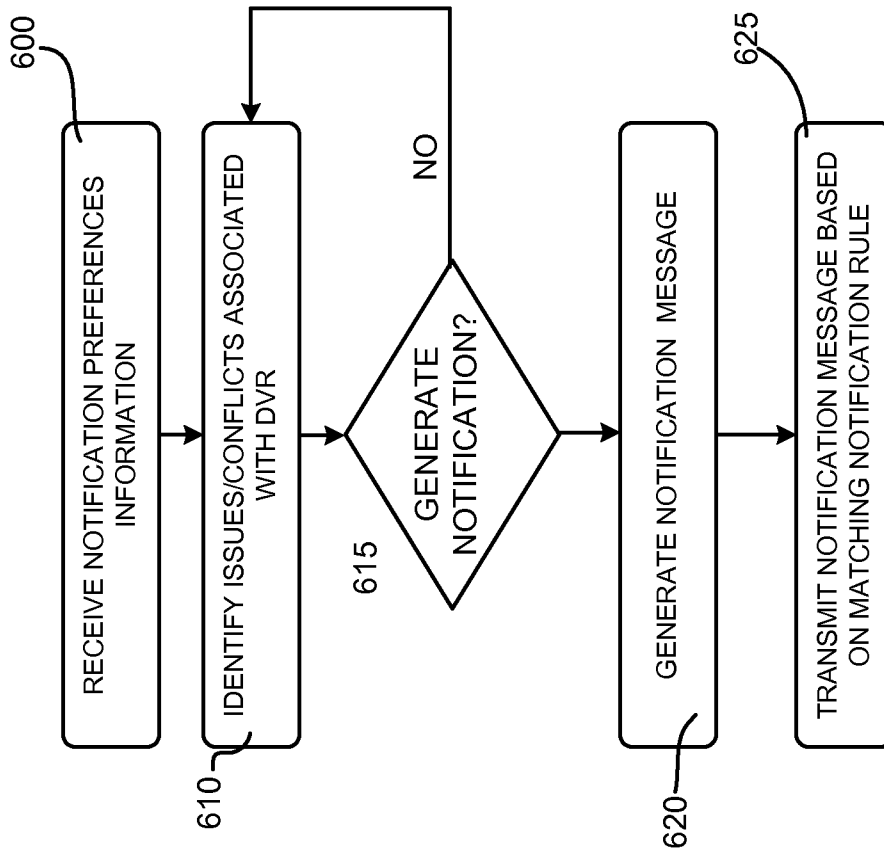 600
RECEIVE NOTIFICATION PREFERENCES
INFORMATION
610
IDENTIFY ISSUES/CONFLICTS ASSOCIATED
WITH DVR
615
GENERATE
NOTIFICATION?
NO
620
GENERATE NOTIFICATION MESSAGE
625
TRANSMIT NOTIFICATION MESSAGE BASED
ON MATCHING NOTIFICATION RULE